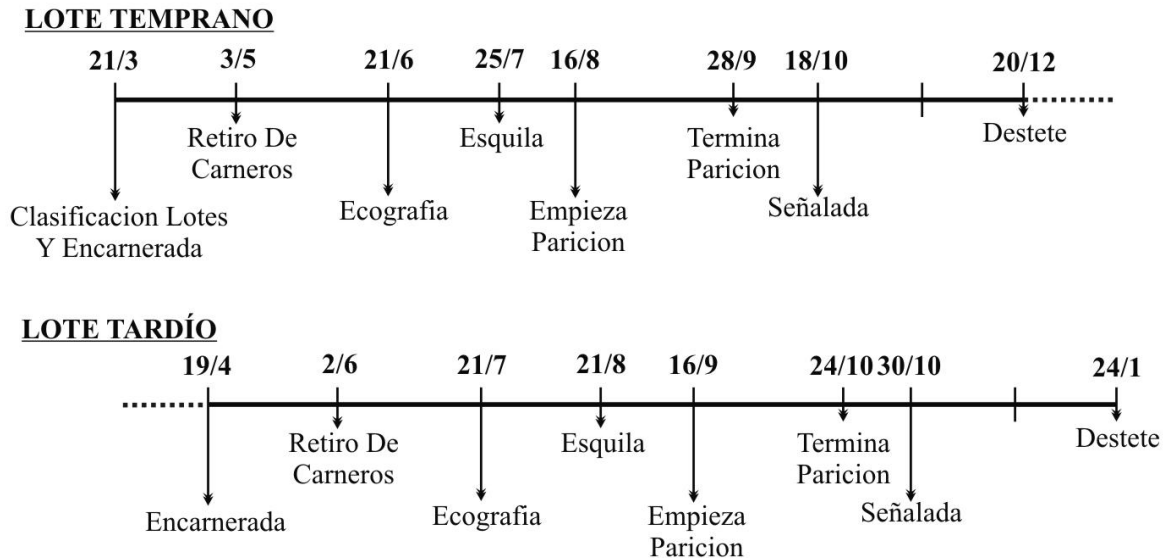 LOTE TEMPRANO
21/3 3/5 21/6 25/7 16/8 28/9 18/10 20/12
Retiro De
Carneros
Esquila
Termina
Paricion
Destete
Clasificacion Lotes
Y Encarnerada
Ecografia
Empieza
Paricion
Señalada
LOTE TARDÍO
19/4 2/6 21/7 21/8 16/9 24/10 30/10 24/1
Retiro De
Carneros
Esquila
Termina
Paricion
Destete
Encarnerada
Ecografia
Empieza
Paricion
Señalada